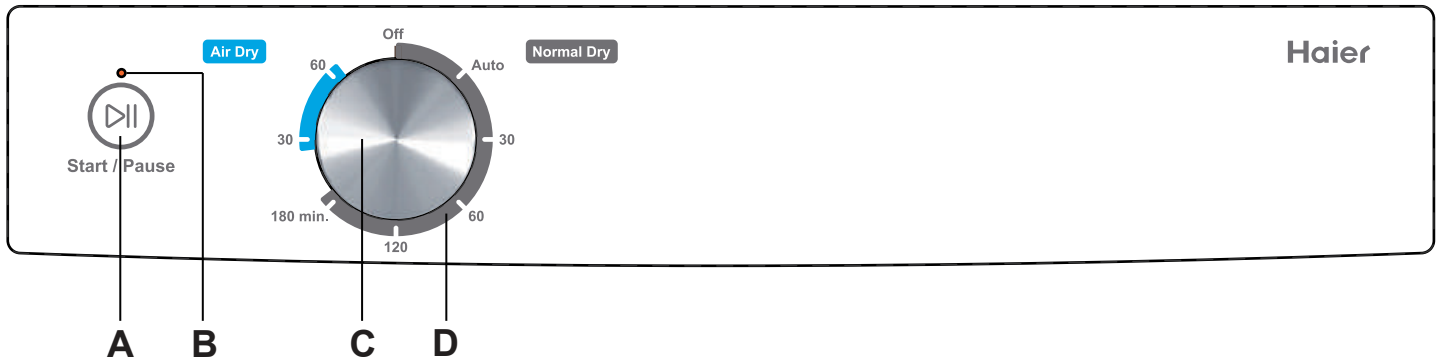 Off
Air Dry
Normal Dry
Haier
60
Auto
30
30
Start / Pause
180 min.
60
120
A
B
C
D